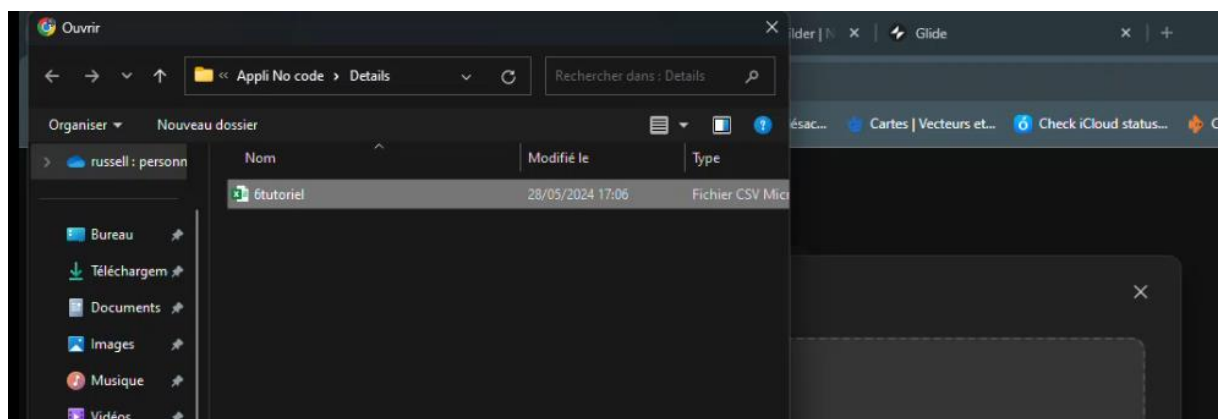 Ouvrir
ilder | N
Glide
Appli No code > Details
Rechercher dans : Details
Organiser
Nouveau dossier
ésac...
Cartes | Vecteurs et...
Check iCloud status...
russell : personn
Nom
Modifié le
Type
6tutoriel
28/05/2024 17:06
Fichier CSV Micr
Bureau
Téléchargem
Documents
Images
Musique
Vidéos